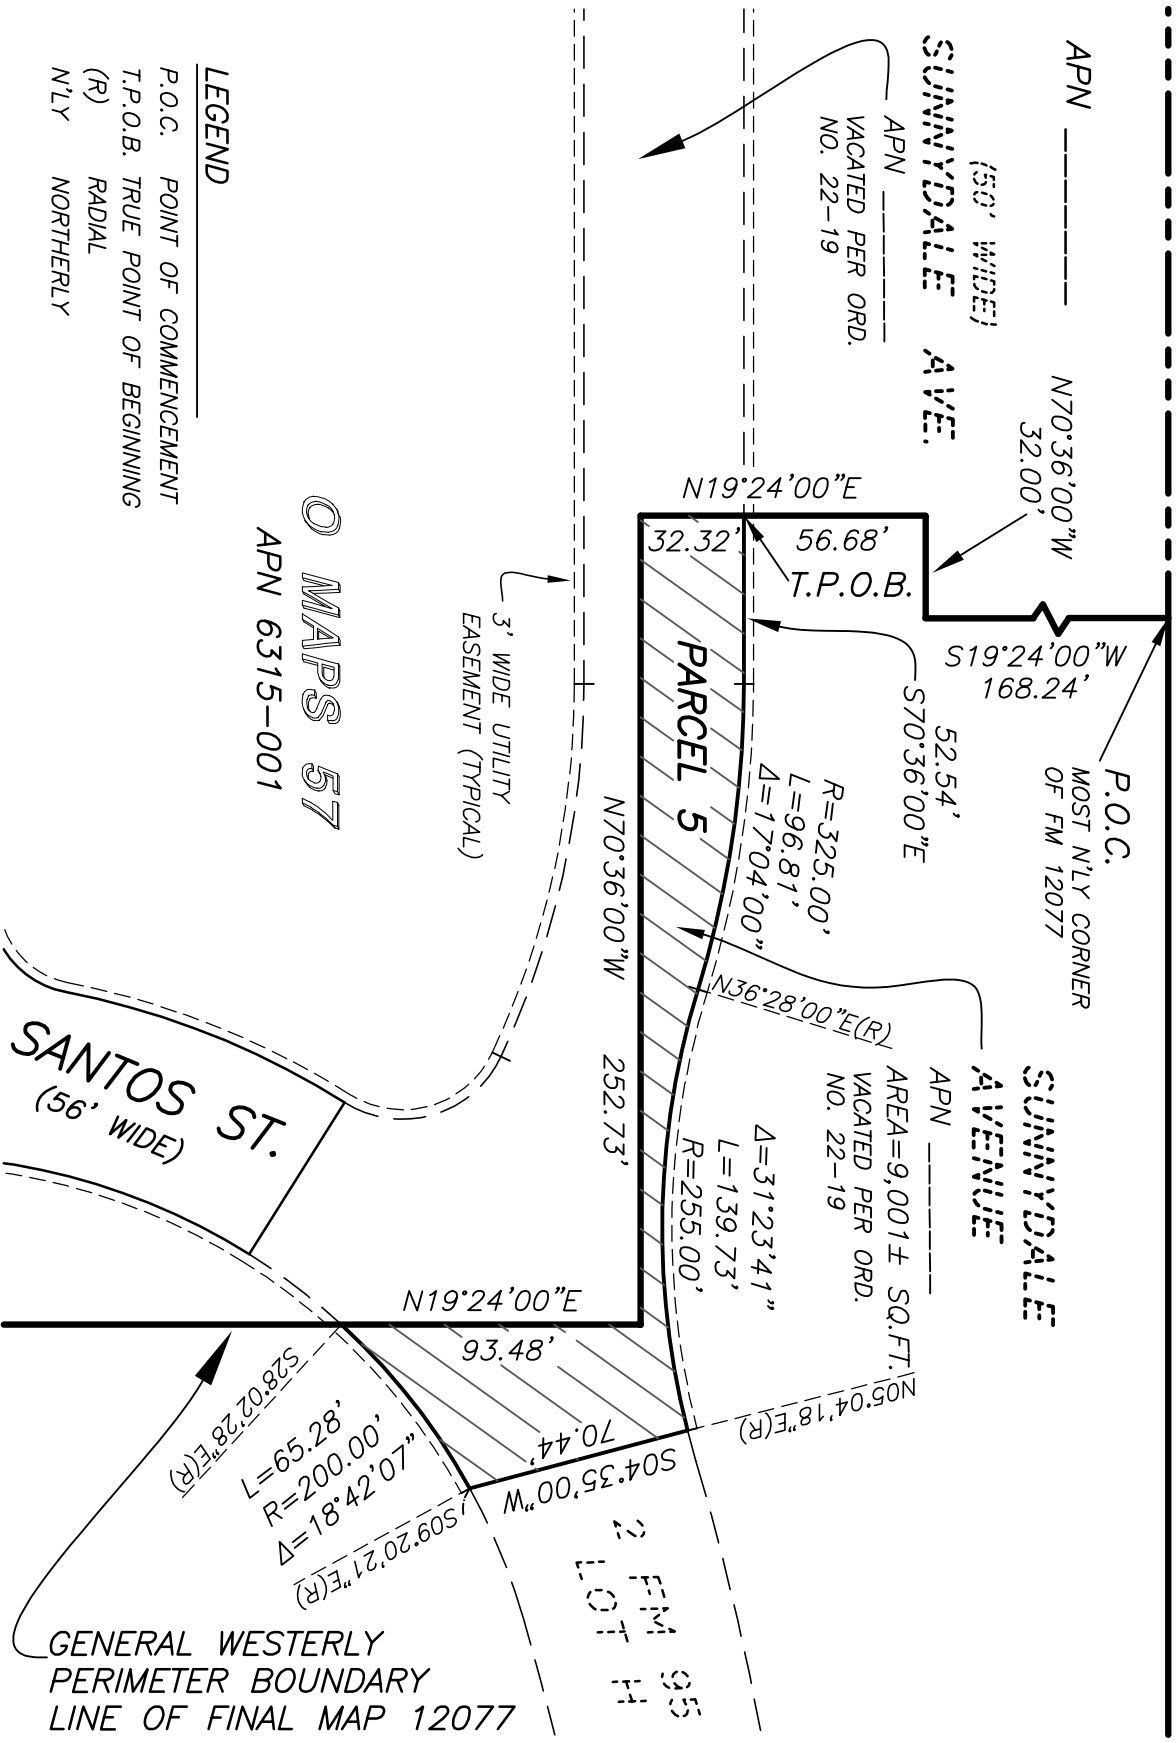 APN ________
N70°36'00"W
32.00'
(50' WIDE)
SUNNYDALE AVE.
APN ________
VACATED PER ORD.
NO. 22-19
LEGEND
P.O.C. POINT OF COMMENCEMENT
T.P.O.B. TRUE POINT OF BEGINNING
(R) RADIAL
N'LY NORTHERLY
N19°24'00"E
32.32'
56.68'
T.P.O.B.
S19°24'00"W
168.24'
P.O.C.
MOST N'LY CORNER
OF FM 12077
52.54'
S70°36'00"E
R=325.00'
L=96.81'
Δ=17°04'00"
PARCEL 5
3' WIDE UTILITY
EASEMENT (TYPICAL)
O MAPS 57
APN 6315-001
N70°36'00"W 252.73'
N36°28'00"E(R)
SUNNYDALE
AVENUE
APN ________
AREA=9,001± SQ.FT.
VACATED PER ORD.
NO. 22-19
Δ=31°23'41"
L=139.73'
R=255.00'
N05°04'18"E(R)
SANTOS ST.
(56' WIDE)
N19°24'00"E
93.48'
70.44'
S04°35'00"W
S28°02'28"E(R)
L=65.28'
R=200.00'
Δ=18°42'07"
S09°20'21"E(R)
2 FM 95
LOT H
GENERAL WESTERLY
PERIMETER BOUNDARY
LINE OF FINAL MAP 12077